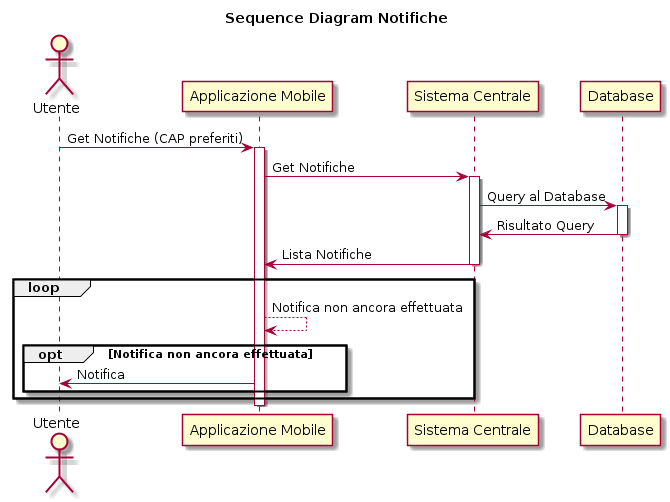 Sequence Diagram Notifiche
Utente
Applicazione Mobile
Sistema Centrale
Database
Get Notifiche (CAP preferiti)
Get Notifiche
Query al Database
Risultato Query
Lista Notifiche
loop
Notifica non ancora effettuata
opt [Notifica non ancora effettuata]
Notifica
Utente
Applicazione Mobile
Sistema Centrale
Database